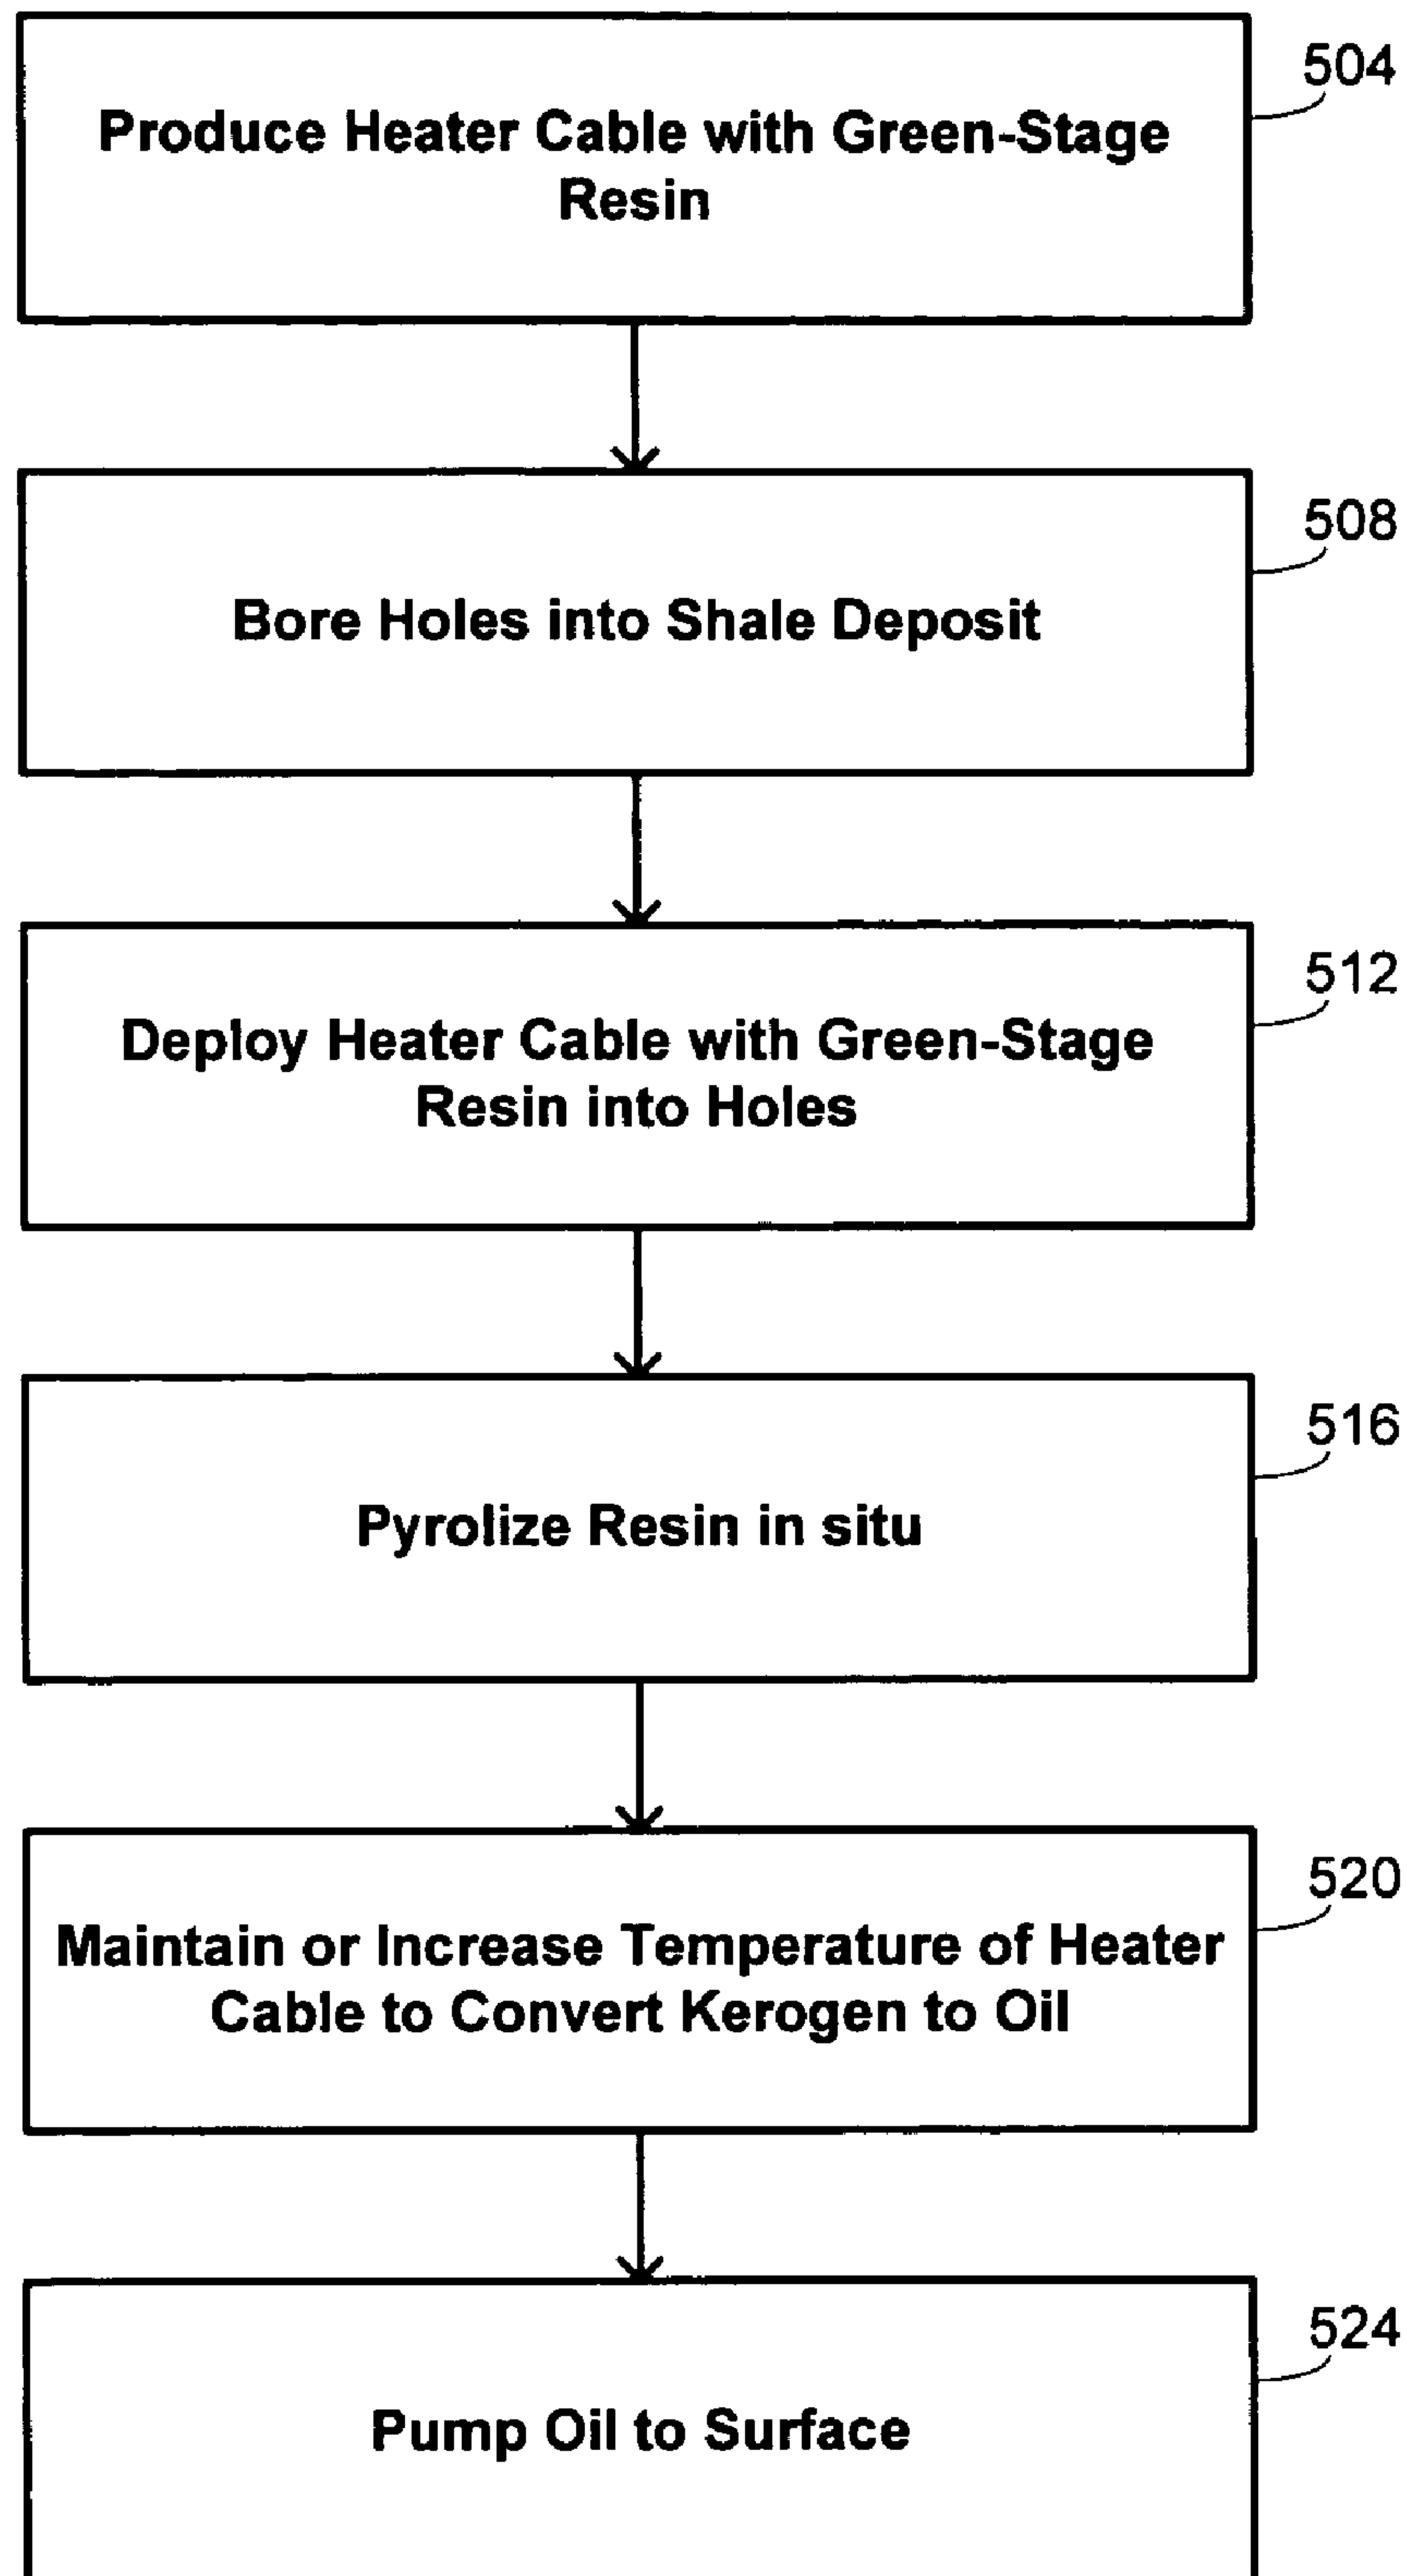 504
Produce Heater Cable with Green-Stage
Resin
508
Bore Holes into Shale Deposit
512
Deploy Heater Cable with Green-Stage
Resin into Holes
516
Pyrolize Resin in situ
520
Maintain or Increase Temperature of Heater
Cable to Convert Kerogen to Oil
524
Pump Oil to Surface